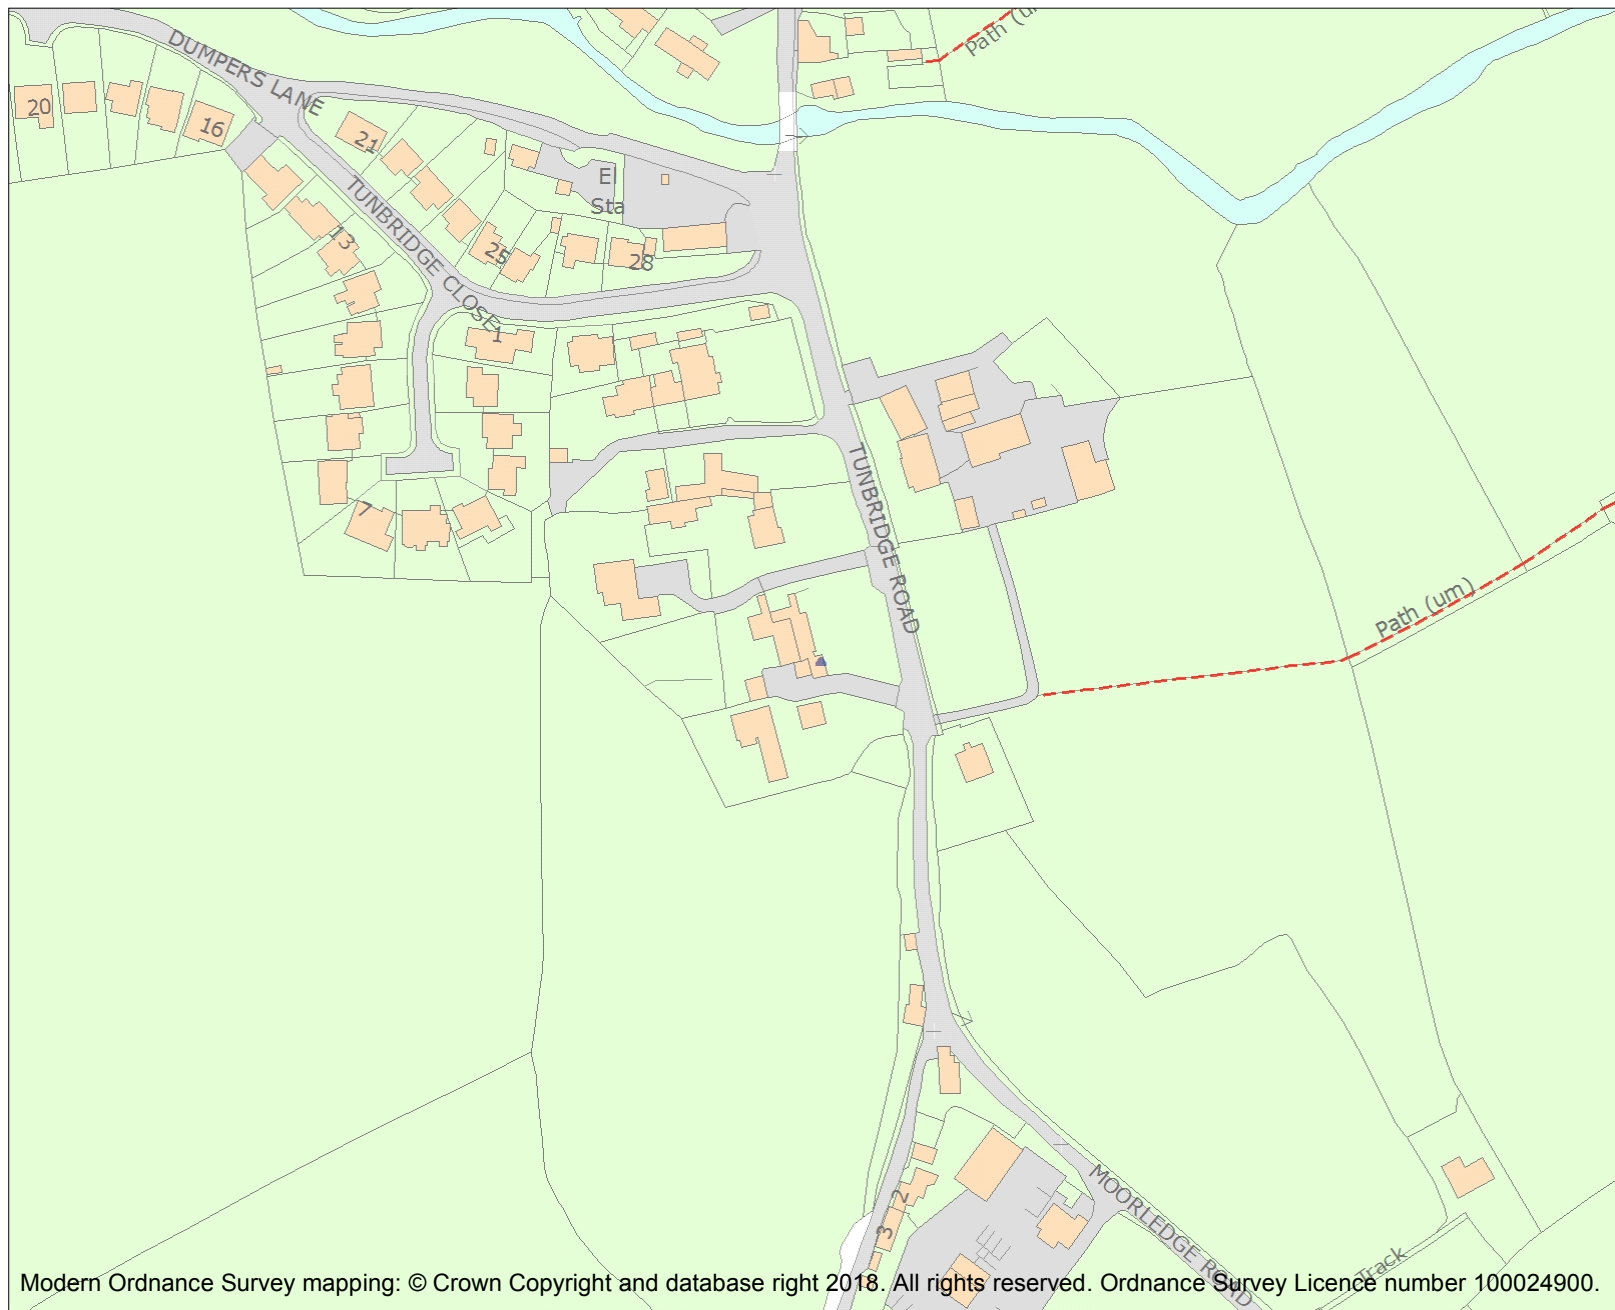 Path (u
DUMPERS LANE
20
16
21
El
Sta
TUNBRIDGE CLOSE
13
25
28
1
7
TUNBRIDGE ROAD
Path (um)
2
3
MOORLEDGE ROAD
Track
Modern Ordnance Survey mapping: © Crown Copyright and database right 2018. All rights reserved. Ordnance Survey Licence number 100024900.